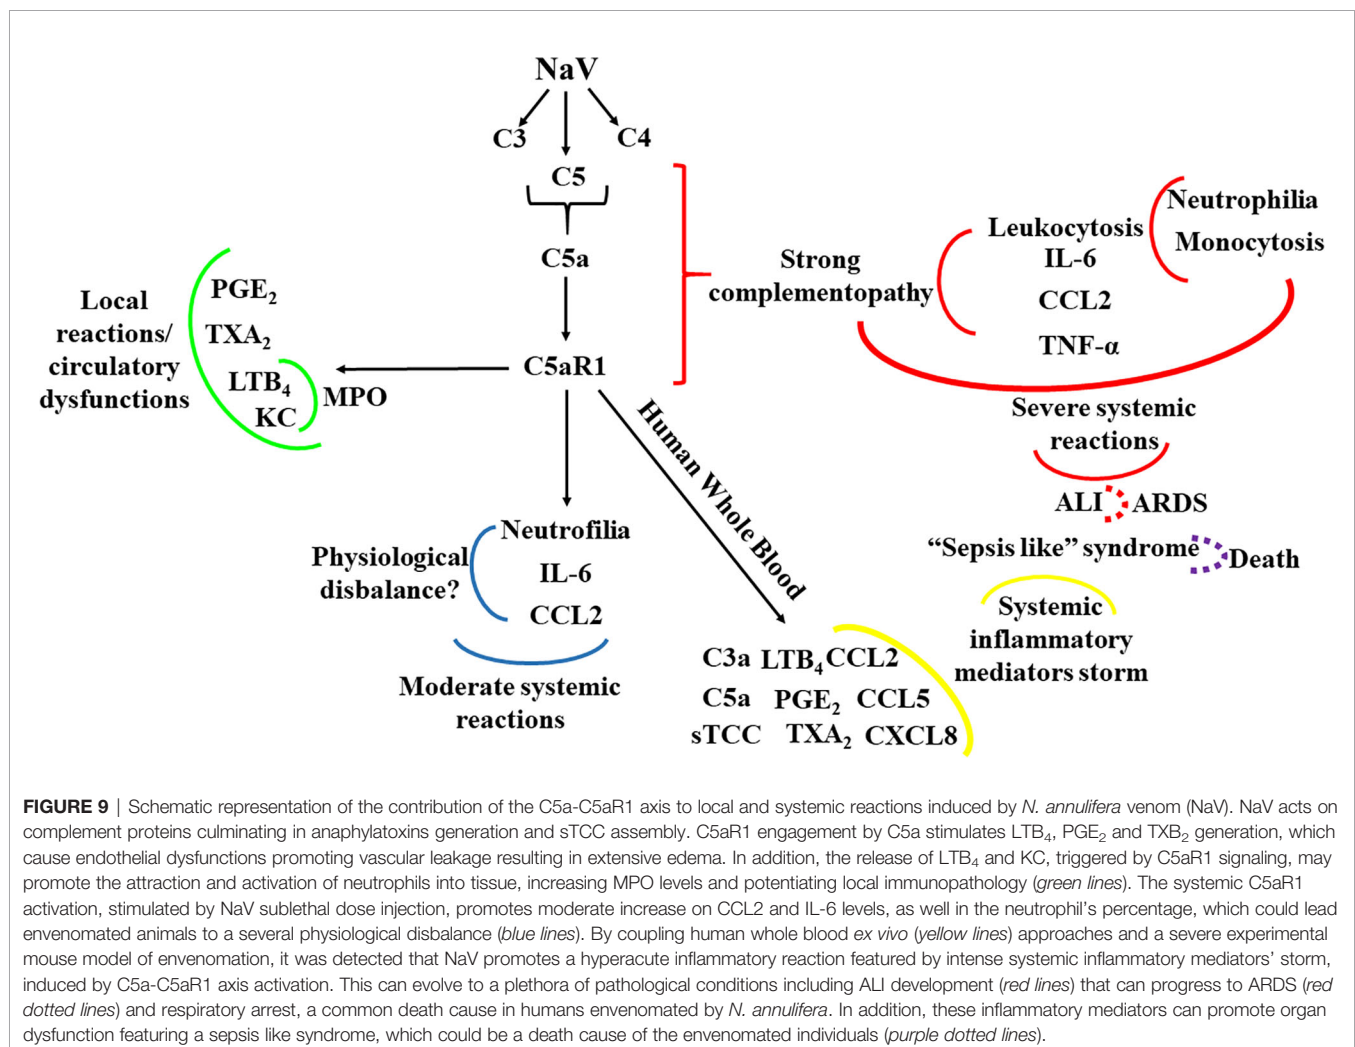 NaV
C3
C4
C5
C5a
C5aR1
Local
reactions/
circulatory
dysfunctions
PGE2
TXA2
LTB4
KC
MPO
Strong
complementopathy
Leukocytosis
IL-6
CCL2
TNF-α
Neutrophilia
Monocytosis
Severe systemic
reactions
ALI
ARDS
“Sepsis like” syndrome
Death
Systemic
inflammatory
mediators storm
Human Whole Blood
Physiological
disbalance?
Neutrofilia
IL-6
CCL2
Moderate systemic
reactions
C3a LTB4 CCL2
C5a PGE2 CCL5
sTCC TXA2 CXCL8
FIGURE 9 | Schematic representation of the contribution of the C5a-C5aR1 axis to local and systemic reactions induced by N. annulifera venom (NaV). NaV acts on
complement proteins culminating in anaphylatoxins generation and sTCC assembly. C5aR1 engagement by C5a stimulates LTB4, PGE2 and TXB2 generation, which
cause endothelial dysfunctions promoting vascular leakage resulting in extensive edema. In addition, the release of LTB4 and KC, triggered by C5aR1 signaling, may
promote the attraction and activation of neutrophils into tissue, increasing MPO levels and potentiating local immunopathology (green lines). The systemic C5aR1
activation, stimulated by NaV sublethal dose injection, promotes moderate increase on CCL2 and IL-6 levels, as well in the neutrophil’s percentage, which could lead
envenomated animals to a several physiological disbalance (blue lines). By coupling human whole blood ex vivo (yellow lines) approaches and a severe experimental
mouse model of envenomation, it was detected that NaV promotes a hyperacute inflammatory reaction featured by intense systemic inflammatory mediators’ storm,
induced by C5a-C5aR1 axis activation. This can evolve to a plethora of pathological conditions including ALI development (red lines) that can progress to ARDS (red
dotted lines) and respiratory arrest, a common death cause in humans envenomated by N. annulifera. In addition, these inflammatory mediators can promote organ
dysfunction featuring a sepsis like syndrome, which could be a death cause of the envenomated individuals (purple dotted lines).